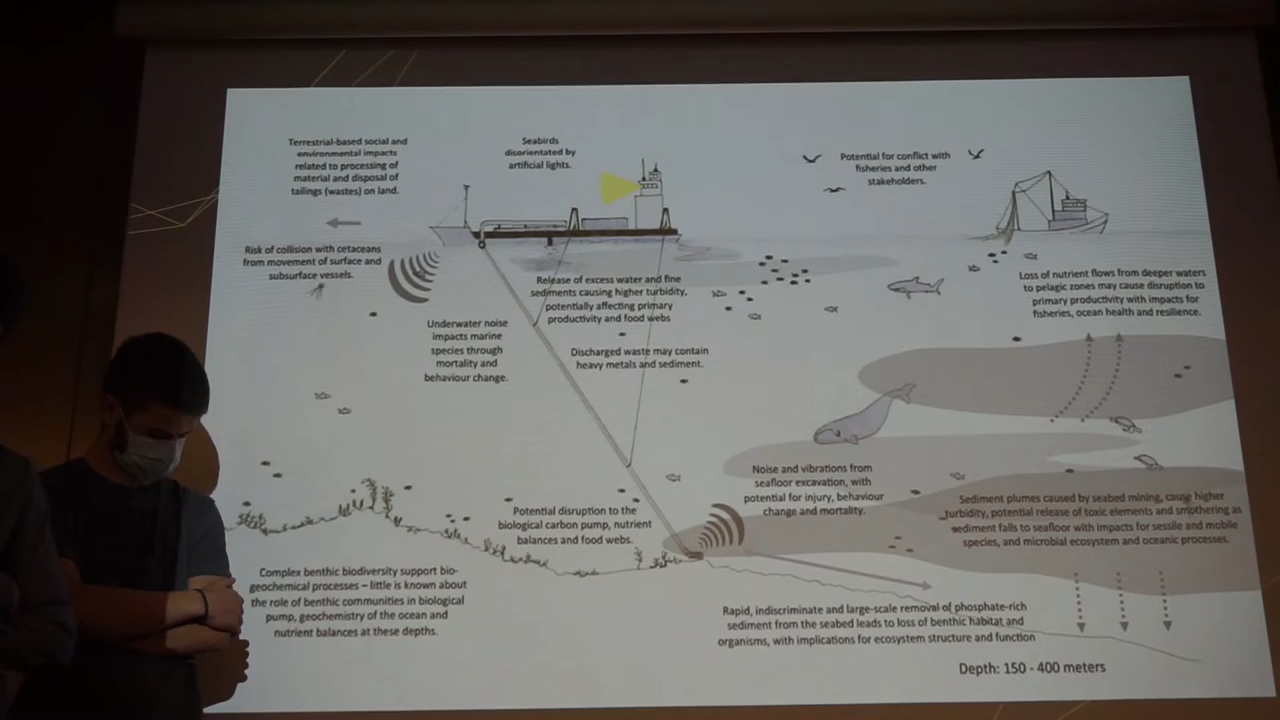 Terrestrial-based social and
environmental impacts
related to processing of
material and disposal of
tailings (wastes) on land.
Seabirds
disorientated by
artificial lights.
Potential for conflict with
fisheries and other
stakeholders.
Risk of collision with cetaceans
from movement of surface and
subsurface vessels.
Release of excess water and fine
sediments causing higher turbidity,
potentially affecting primary
productivity and food webs
Loss of nutrient flows from deeper waters
to pelagic zones may cause disruption to
primary productivity with impacts for
fisheries, ocean health and resilience.
Underwater noise
impacts marine
species through
mortality and
behaviour change.
Discharged waste may contain
heavy metals and sediment.
Noise and vibrations from
seafloor excavation, with
potential for injury, behaviour
change and mortality.
Potential disruption to the
biological carbon pump, nutrient
balances and food webs.
Sediment plumes caused by seabed mining, cause higher
turbidity, potential release of toxic elements and smothering as
sediment falls to seafloor with impacts for sessile and mobile
species, and microbial ecosystem and oceanic processes.
Complex benthic biodiversity support bio-
geochemical processes – little is known about
the role of benthic communities in biological
pump, geochemistry of the ocean and
nutrient balances at these depths.
Rapid, indiscriminate and large-scale removal of phosphate-rich
sediment from the seabed leads to loss of benthic habitat and
organisms, with implications for ecosystem structure and function
Depth: 150 - 400 meters